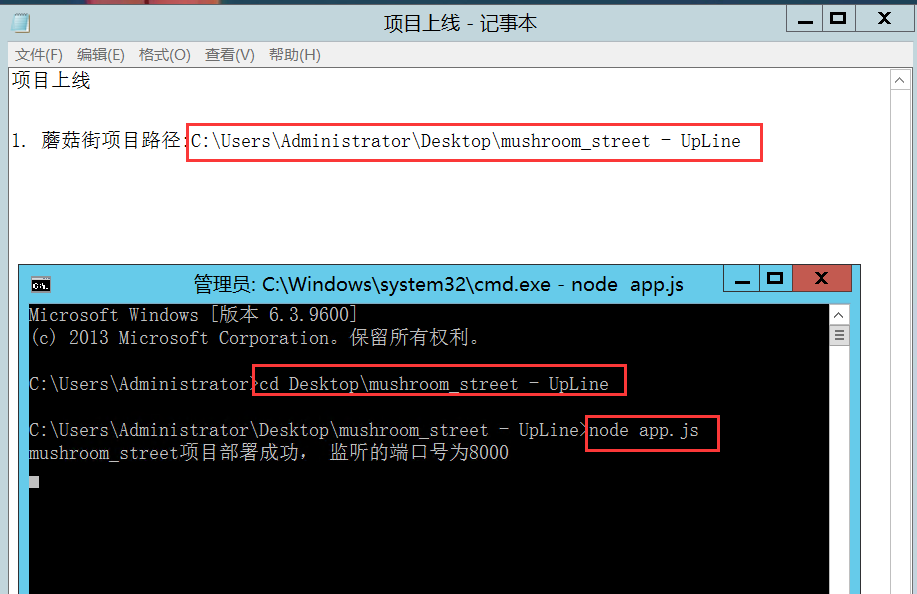 项目上线 - 记事本
文件(F) 编辑(E) 格式(O) 查看(V) 帮助(H)
项目上线
1. 蘑菇街项目路径:C:\Users\Administrator\Desktop\mushroom_street - UpLine
管理员: C:\Windows\system32\cmd.exe - node  app.js
Microsoft Windows [版本 6.3.9600]
(c) 2013 Microsoft Corporation。保留所有权利。
C:\Users\Administrator>cd Desktop\mushroom_street - UpLine
C:\Users\Administrator\Desktop\mushroom_street - UpLine>node app.js
mushroom_street项目部署成功， 监听的端口号为8000